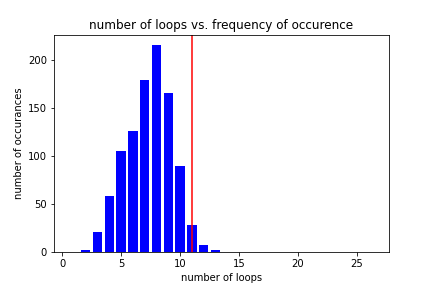 number of loops vs. frequency of occurence
number of occurances
200
150
100
50
0
0 5 10 15 20 25
number of loops